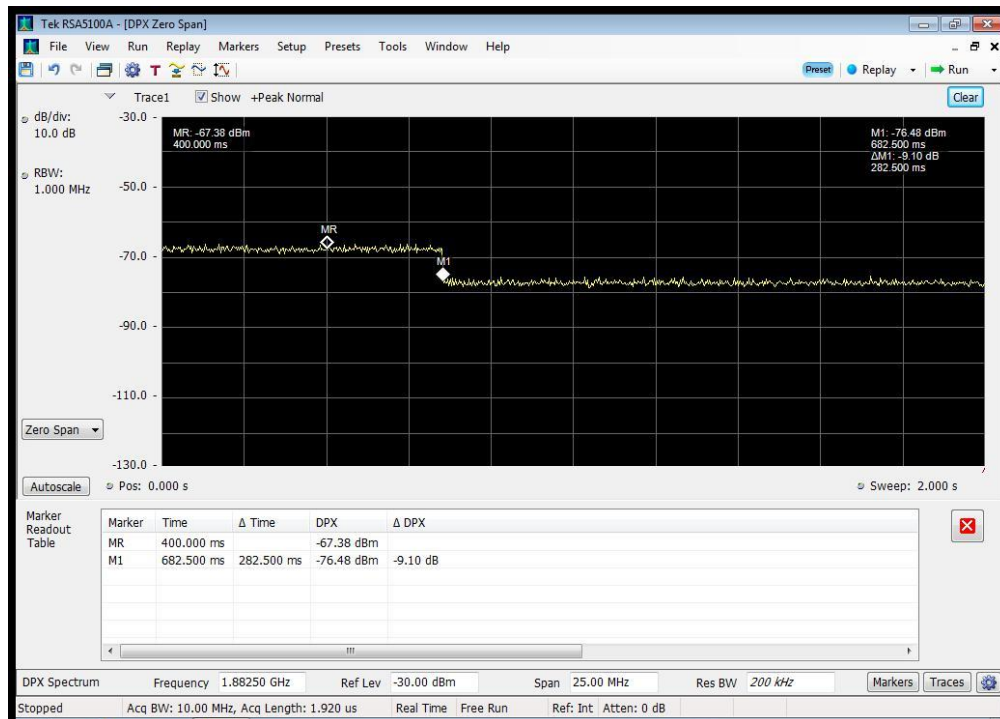 Tek RSA5100A - [DPX Zero Span]
File View Run Replay Markers Setup Presets Tools Window Help
T Preset Replay Run
Trace1 Show +Peak Normal Clear
dB/div:
10.0 dB
RBW:
1.000 MHz
-30.0
-50.0
-70.0
-90.0
-110.0
-130.0
MR: -67.38 dBm
400.000 ms
M1: -76.48 dBm
682.500 ms
ΔM1: -9.10 dB
282.500 ms
MR
M1
Zero Span
Autoscale Pos: 0.000 s Sweep: 2.000 s
Marker
Readout
Table
Marker Time Δ Time DPX Δ DPX
MR 400.000 ms -67.38 dBm
M1 682.500 ms 282.500 ms -76.48 dBm -9.10 dB
DPX Spectrum Frequency 1.88250 GHz Ref Lev -30.00 dBm Span 25.00 MHz Res BW 200 kHz Markers Traces
Stopped Acq BW: 10.00 MHz, Acq Length: 1.920 us Real Time Free Run Ref: Int Atten: 0 dB